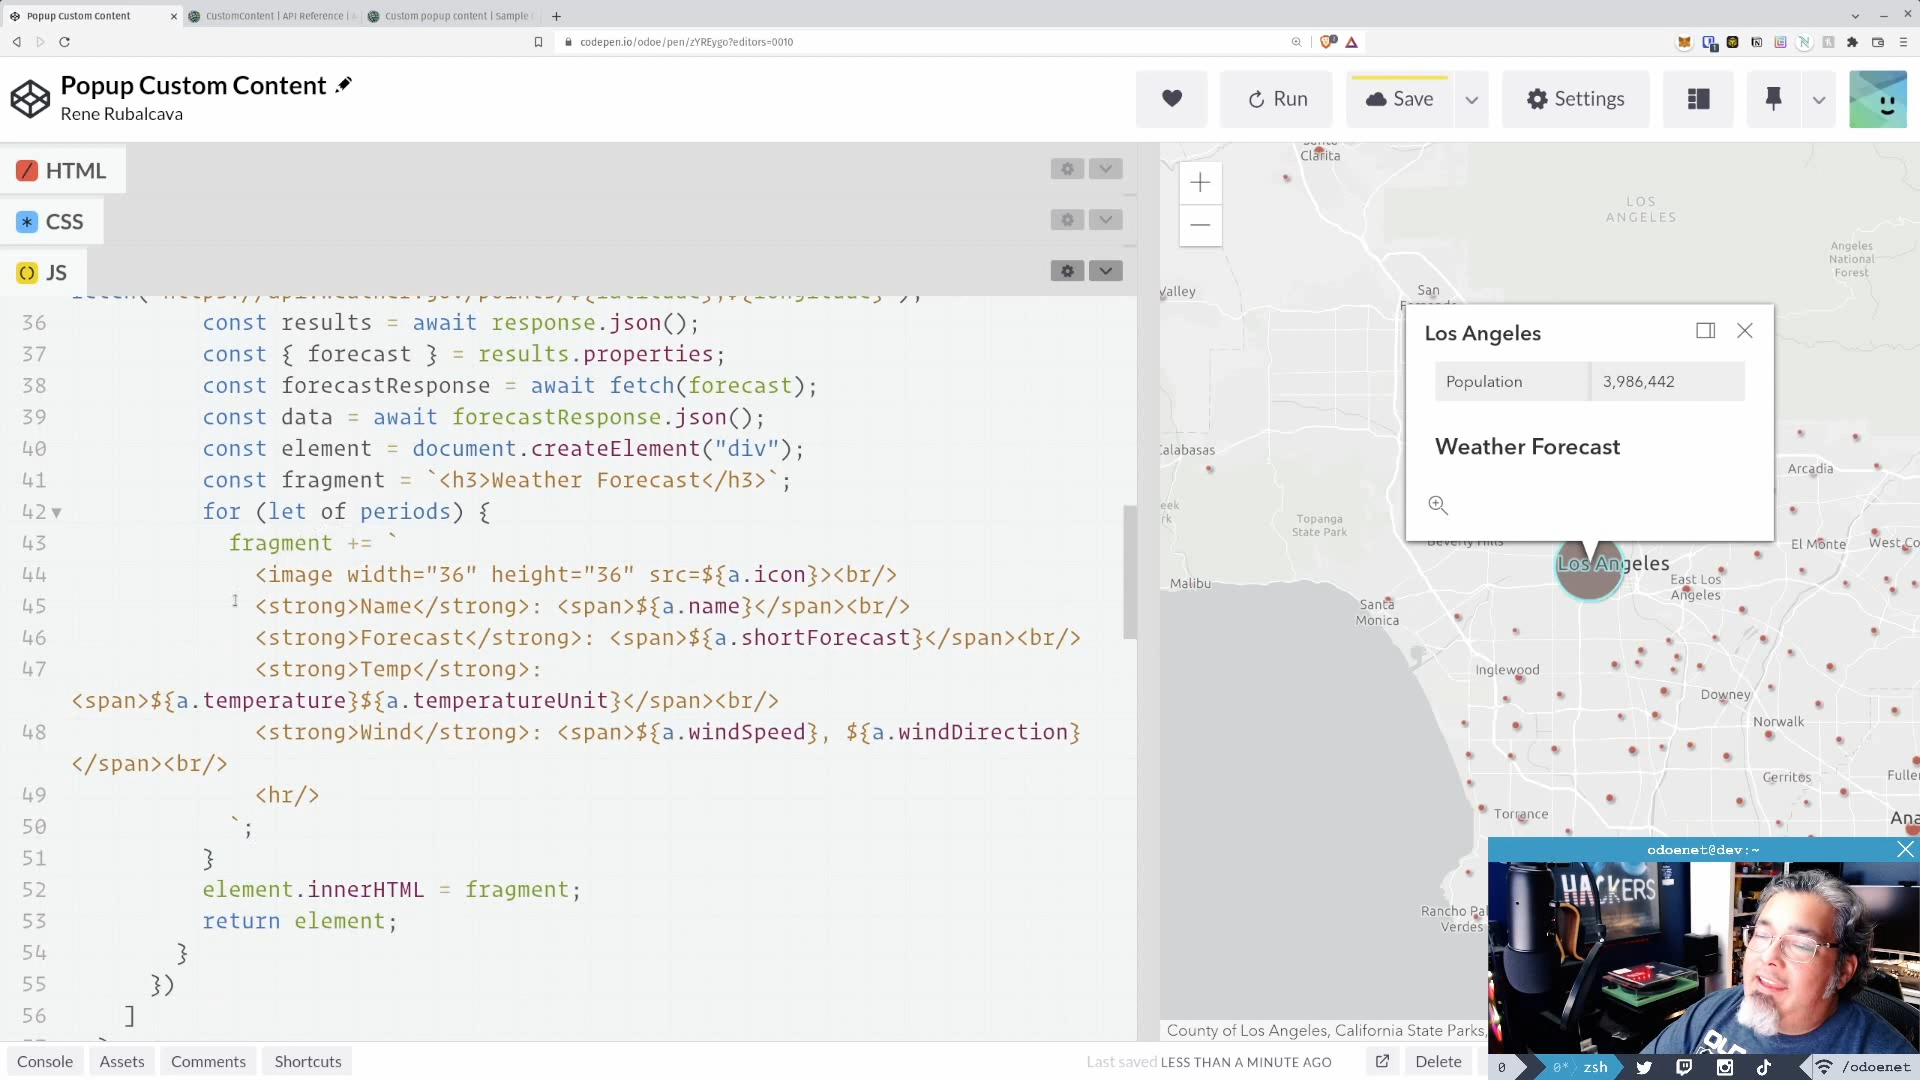 Popup Custom Content
CustomContent | API Reference |
Custom popup content | Sample
codepen.io/odoe/pen/zYREygo?editors=0010
Popup Custom Content
Rene Rubalcava
Run
Save
Settings
HTML
CSS
JS
36 const results = await response.json();
37 const { forecast } = results.properties;
38 const forecastResponse = await fetch(forecast);
39 const data = await forecastResponse.json();
40 const element = document.createElement("div");
41 const fragment = `<h3>Weather Forecast</h3>`;
42 for (let of periods) {
43 fragment += `
44 <image width="36" height="36" src=${a.icon}><br/>
45 <strong>Name</strong>: <span>${a.name}</span><br/>
46 <strong>Forecast</strong>: <span>${a.shortForecast}</span><br/>
47 <strong>Temp</strong>:
<span>${a.temperature}${a.temperatureUnit}</span><br/>
48 <strong>Wind</strong>: <span>${a.windSpeed}, ${a.windDirection}
</span><br/>
49 <hr/>
50 `;
51 }
52 element.innerHTML = fragment;
53 return element;
54 }
55 })
56 ]
Console
Assets
Comments
Shortcuts
Last saved LESS THAN A MINUTE AGO
Delete
Clarita
LOS
ANGELES
Angeles
National
Forest
San
Los Angeles
Population 3,986,442
Weather Forecast
Arcadia
Topanga
State Park
El Monte
West Co
Los Angeles
Malibu
East Los
Angeles
Santa
Monica
Inglewood
Downey
Norwalk
Cerritos
Fuller
Torrance
Ana
Rancho Pal
Verdes
County of Los Angeles, California State Parks,
odoenet@dev:~
HACKERS
0 0* zsh
/odoenet